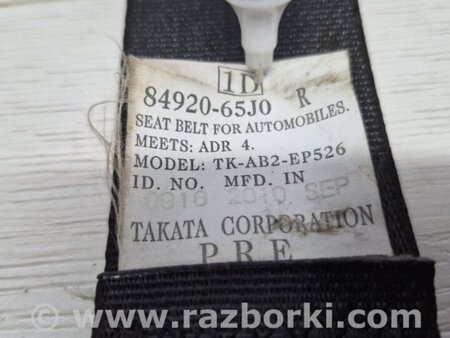 1D
84920-65J0 R
SEAT BELT FOR AUTOMOBILES.
MEETS: ADR 4.
MODEL: TK-AB2-EP526
ID. NO. MFD. IN
SEP
TAKATA CORPORATION
P R E
www.razborki.com